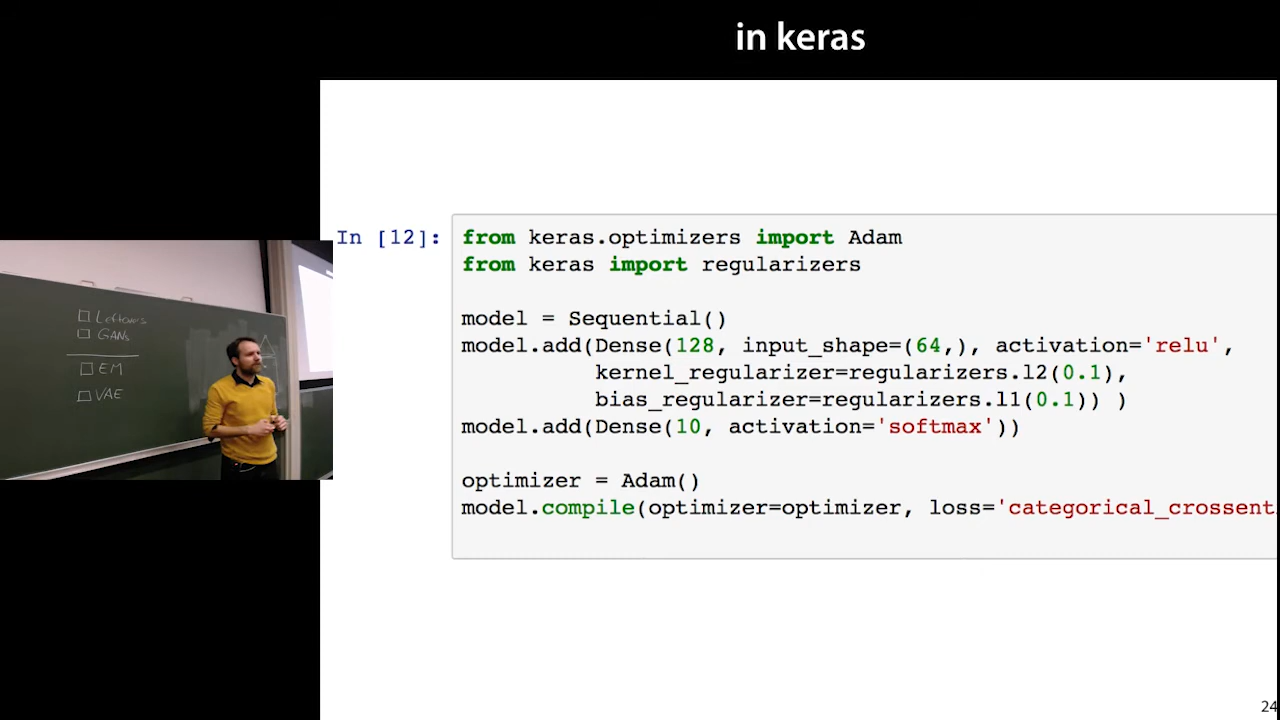 in keras
In [12]:
from keras.optimizers import Adam
from keras import regularizers
model = Sequential()
model.add(Dense(128, input_shape=(64,), activation='relu',
kernel_regularizer=regularizers.l2(0.1),
bias_regularizer=regularizers.l1(0.1)) )
model.add(Dense(10, activation='softmax'))
optimizer = Adam()
model.compile(optimizer=optimizer, loss='categorical_crossent
Leftovers
GANs
EM
VAE
24